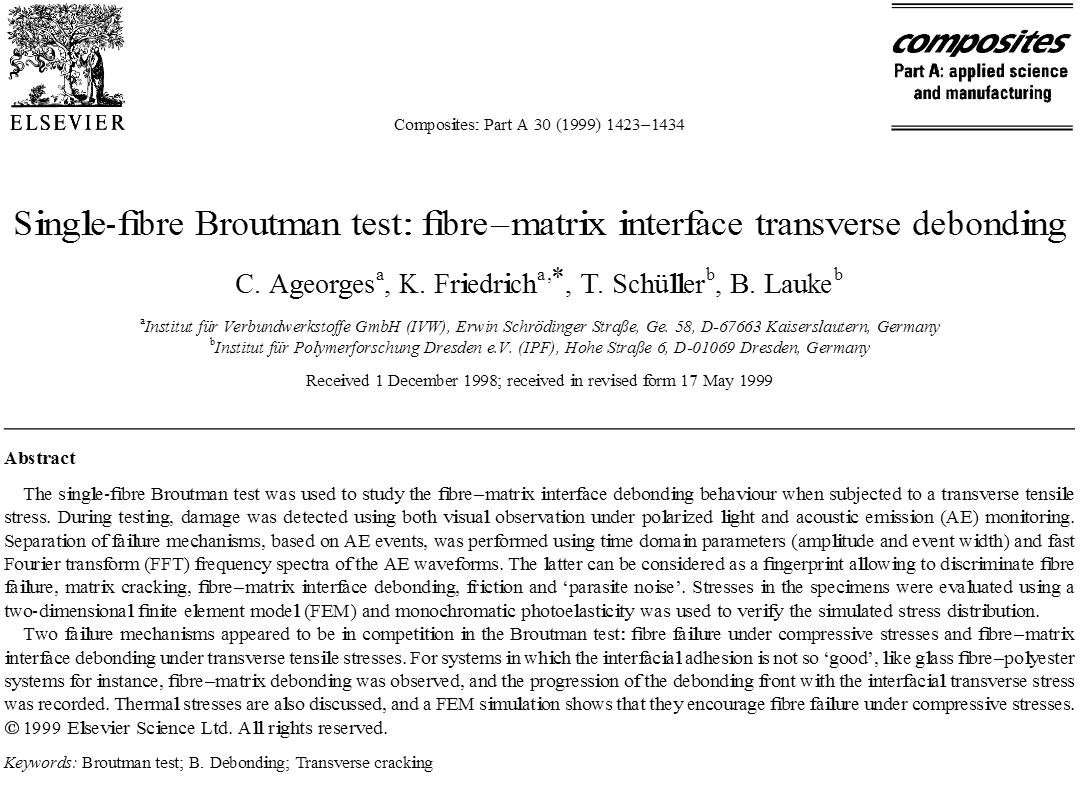 ELSEVIER
Composites: Part A 30 (1999) 1423–1434
composites
Part A: applied science
and manufacturing
Single-fibre Broutman test: fibre–matrix interface transverse debonding
C. Ageorgesa, K. Friedricha,*, T. Schüllerb, B. Laukeb
aInstitut für Verbundwerkstoffe GmbH (IVW), Erwin Schrödinger Straße, Ge. 58, D-67663 Kaiserslautern, Germany
bInstitut für Polymerforschung Dresden e.V. (IPF), Hohe Straße 6, D-01069 Dresden, Germany
Received 1 December 1998; received in revised form 17 May 1999
Abstract
The single-fibre Broutman test was used to study the fibre–matrix interface debonding behaviour when subjected to a transverse tensile
stress. During testing, damage was detected using both visual observation under polarized light and acoustic emission (AE) monitoring.
Separation of failure mechanisms, based on AE events, was performed using time domain parameters (amplitude and event width) and fast
Fourier transform (FFT) frequency spectra of the AE waveforms. The latter can be considered as a fingerprint allowing to discriminate fibre
failure, matrix cracking, fibre–matrix interface debonding, friction and ‘parasite noise’. Stresses in the specimens were evaluated using a
two-dimensional finite element model (FEM) and monochromatic photoelasticity was used to verify the simulated stress distribution.
Two failure mechanisms appeared to be in competition in the Broutman test: fibre failure under compressive stresses and fibre–matrix
interface debonding under transverse tensile stresses. For systems in which the interfacial adhesion is not so ‘good’, like glass fibre–polyester
systems for instance, fibre–matrix debonding was observed, and the progression of the debonding front with the interfacial transverse stress
was recorded. Thermal stresses are also discussed, and a FEM simulation shows that they encourage fibre failure under compressive stresses.
© 1999 Elsevier Science Ltd. All rights reserved.
Keywords: Broutman test; B. Debonding; Transverse cracking